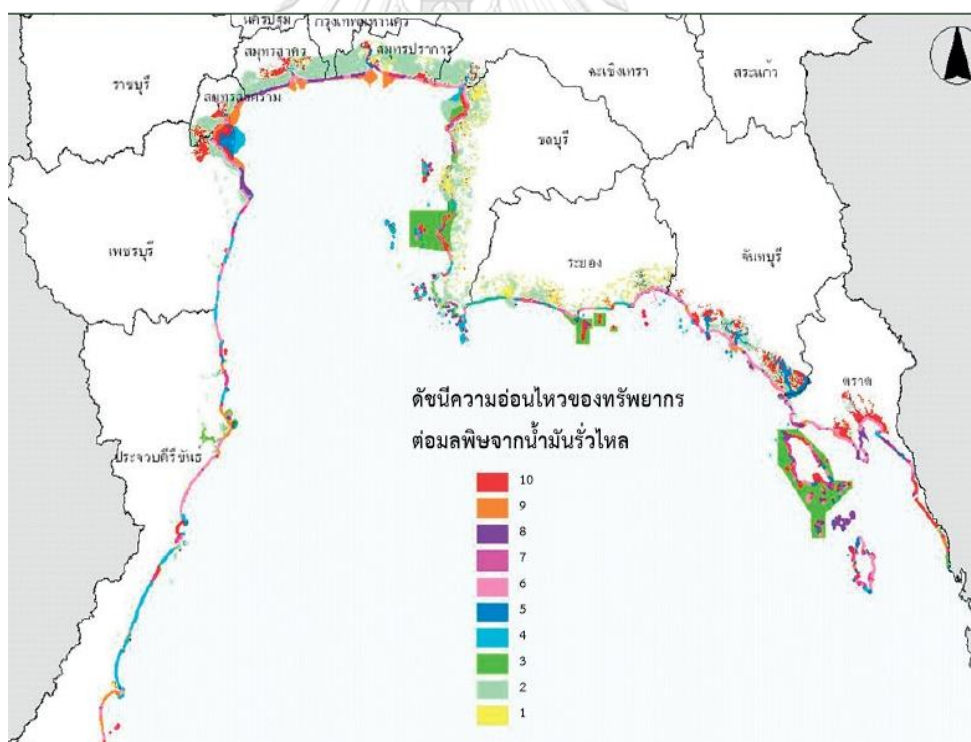 นครปฐม
กรุงเทพมหานคร
สมุทรสาคร
สมุทรปราการ
ฉะเชิงเทรา
สระแก้ว
ราชบุรี
สมุทรสงคราม
ชลบุรี
เพชรบุรี
ระยอง
จันทบุรี
ตราด
ดัชนีความอ่อนไหวของทรัพยากร
ต่อมลพิษจากน้ำมันรั่วไหล
ประจวบคีรีขันธ์
10
9
8
7
6
5
4
3
2
1